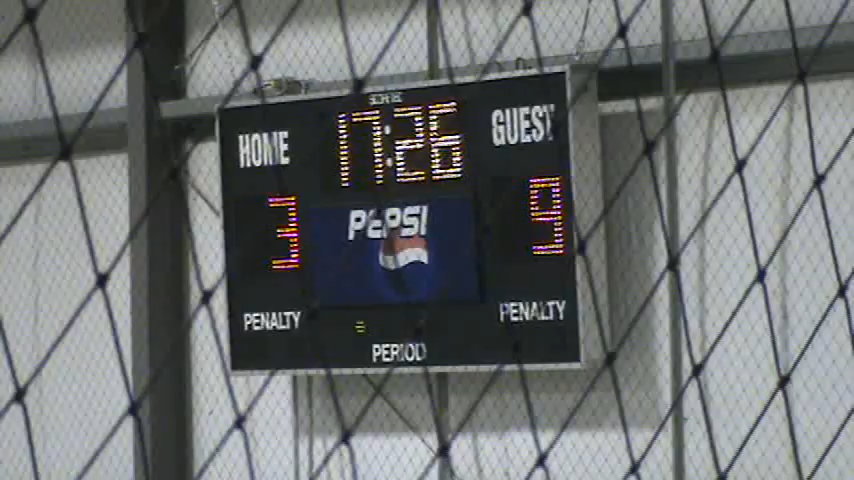 HOME 17:26 GUEST
3 9
PEPSI
PENALTY PENALTY
PERIOD